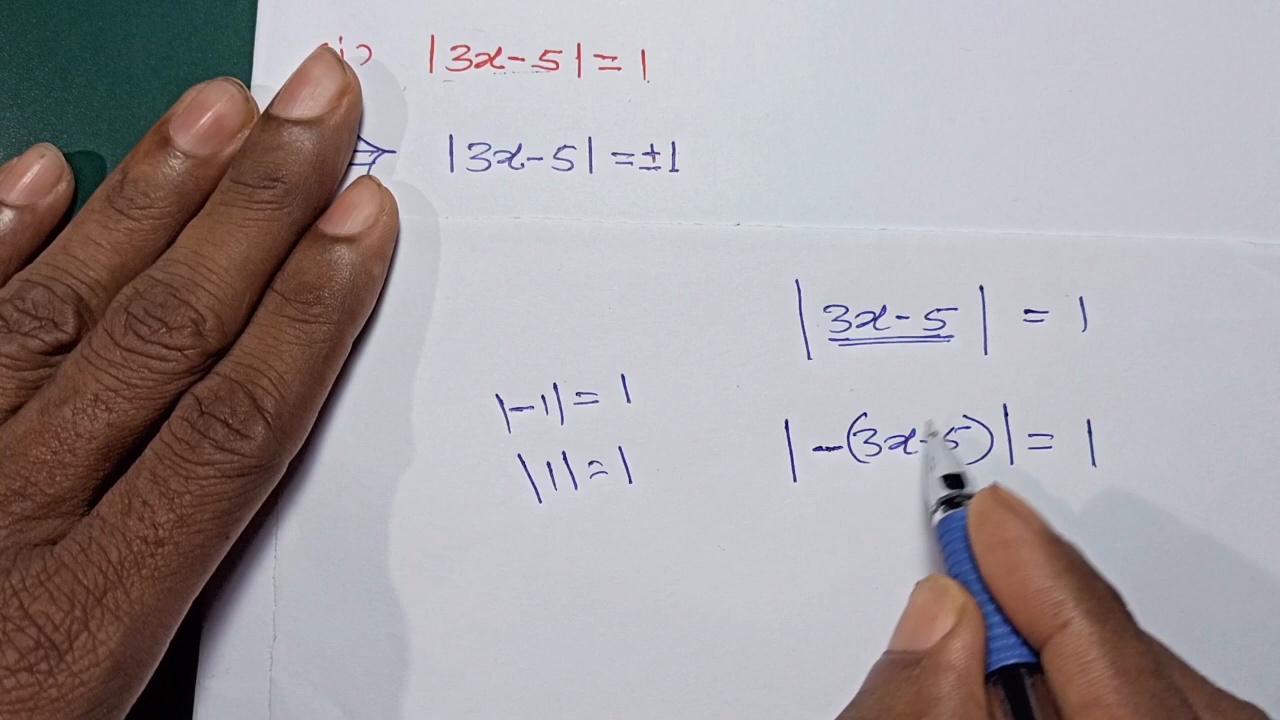 i) |3x-5|=1
⇒ |3x-5|=±1
|3x-5| = 1
|-1| = 1
|-(3x-5)| = 1
|1| = 1